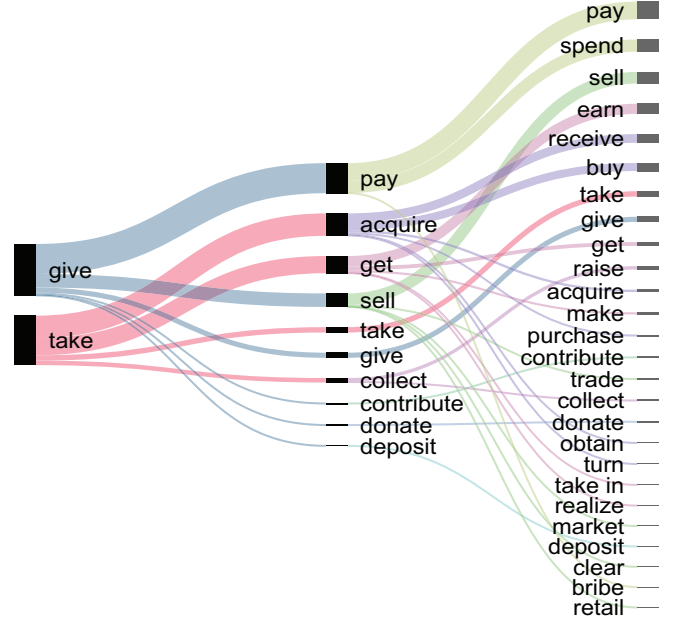 give
take
pay
acquire
get
sell
take
give
collect
contribute
donate
deposit
pay
spend
sell
earn
receive
buy
take
give
get
raise
acquire
make
purchase
contribute
trade
collect
donate
obtain
turn
take in
realize
market
deposit
clear
bribe
retail